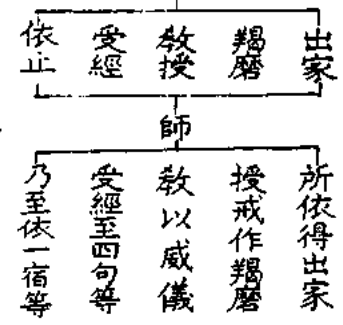 出家
羯磨
教授
受經
依止
師
所依得出家
授戒作羯磨
教以威儀
受經至四句等
乃至依一宿等